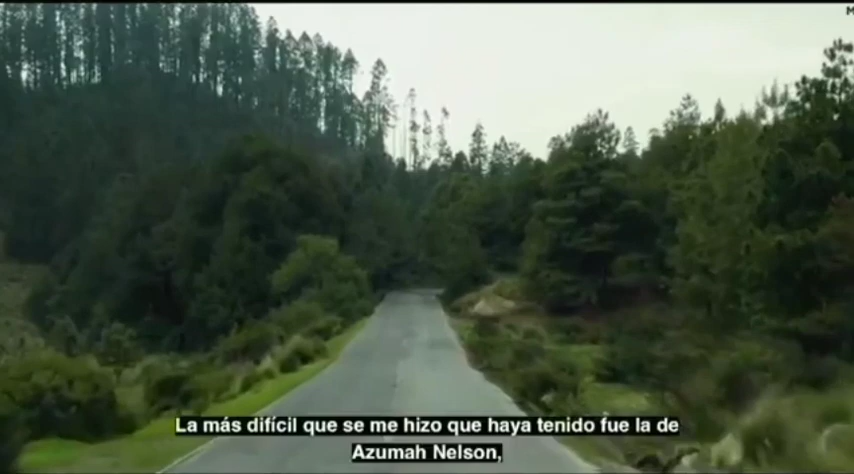 M
La más difícil que se me hizo que haya tenido fue la de
Azumah Nelson,